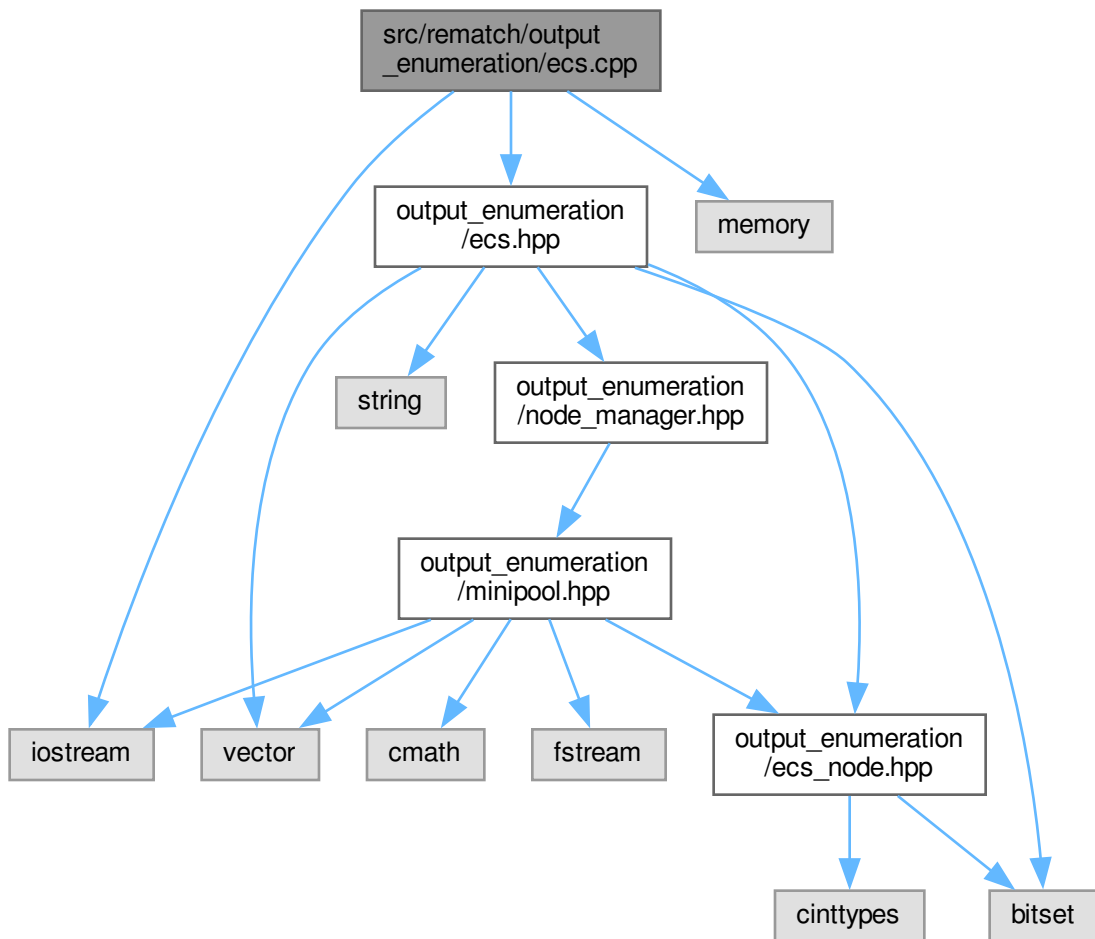 src/rematch/output
_enumeration/ecs.cpp
output_enumeration
/ecs.hpp
memory
string
output_enumeration
/node_manager.hpp
output_enumeration
/minipool.hpp
iostream
vector
cmath
fstream
output_enumeration
/ecs_node.hpp
cinttypes
bitset